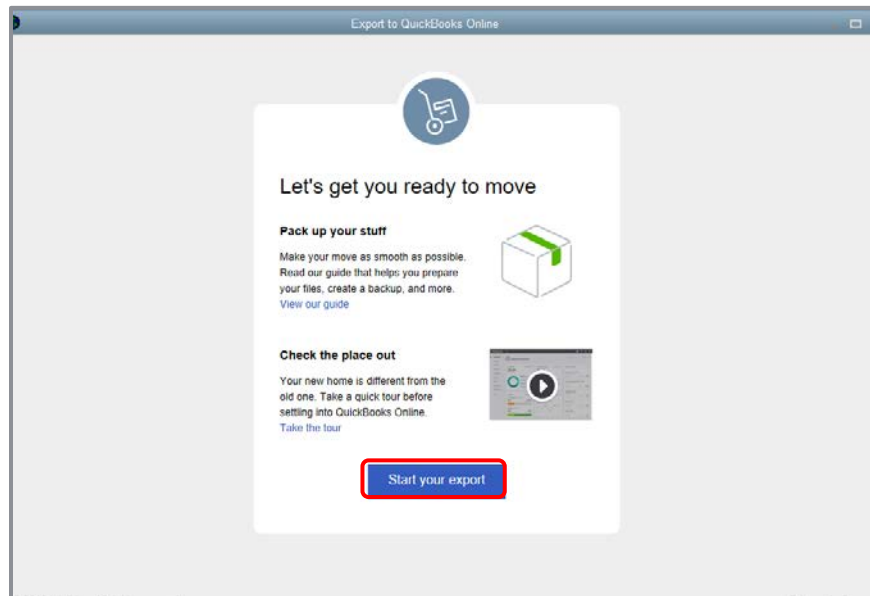 Export to QuickBooks Online
Let's get you ready to move
Pack up your stuff
Make your move as smooth as possible.
Read our guide that helps you prepare
your files, create a backup, and more.
View our guide
Check the place out
Your new home is different from the
old one. Take a quick tour before
settling into QuickBooks Online.
Take the tour
Start your export